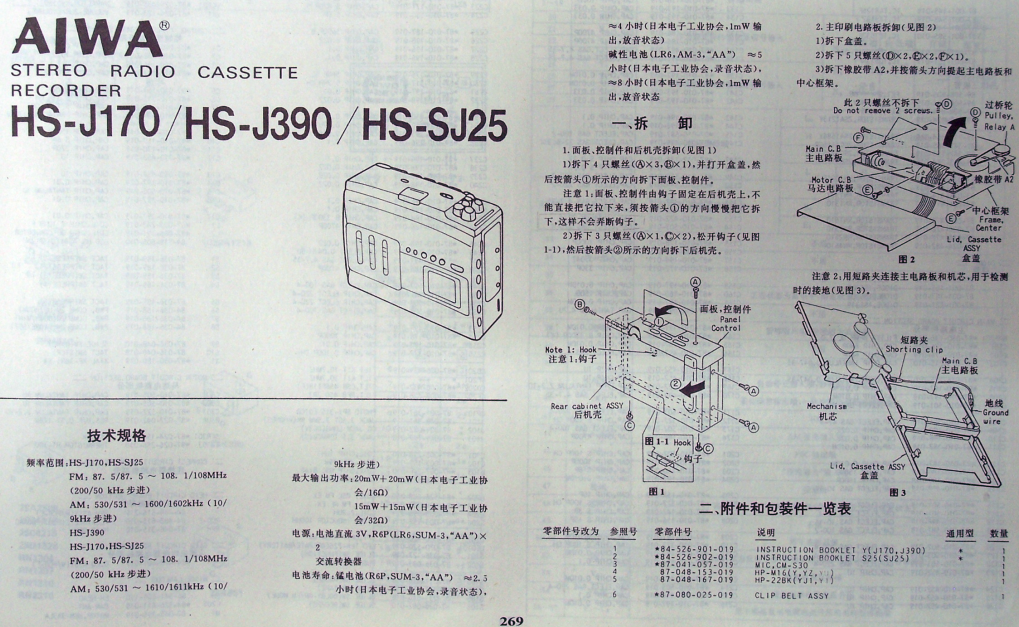 AIWA®
STEREO RADIO CASSETTE
RECORDER
HS-J170/HS-J390/HS-SJ25
技术规格
频率范围:HS-J170,HS-SJ25
FM: 87. 5/87. 5 ~ 108. 1/108MHz
(200/50 kHz 步进)
AM: 530/531 ~ 1600/1602kHz (10/
9kHz 步进)
HS-J390
HS-J170,HS-SJ25
FM: 87. 5/87. 5 ~ 108. 1/108MHz
(200/50 kHz 步进)
AM: 530/531 ~ 1610/1611kHz (10/
9kHz 步进)
最大输出功率:20mW+20mW(日本电子工业协
会/16Ω)
15mW+15mW(日本电子工业协
会/32Ω)
电源:电池直流 3V,R6P(LR6,SUM-3,“AA”)×
2
交流转换器
电池寿命:锰电池(R6P,SUM-3,“AA”) ≈2.5
小时(日本电子工业协会,录音状态),
≈4 小时(日本电子工业协会,1mW 输
出,放音状态)
碱性电池(LR6,AM-3,“AA”) ≈5
小时(日本电子工业协会,录音状态),
≈8 小时(日本电子工业协会,1mW 输
出,放音状态
一、拆 卸
1. 面板、控制件和后机壳拆卸(见图 1)
1)拆下 4 只螺丝(Ⓐ×3,Ⓑ×1),并打开盒盖,然
后按箭头①所示的方向拆下面板、控制件。
注意 1:面板、控制件由钩子固定在后机壳上,不
能直接把它拉下来,须按箭头①的方向慢慢把它拆
下,这样不会弄断钩子。
2)拆下 3 只螺丝(Ⓐ×1,Ⓒ×2),松开钩子(见图
1-1),然后按箭头②所示的方向拆下后机壳。
Ⓐ
Ⓑ
面板、控制件
Panel
Control
①
Note 1: Hook
注意 1:钩子
②
Ⓐ
Rear cabinet ASSY
后机壳
Ⓒ
Ⓐ
图 1-1 Hook
钩子
Ⓒ
图 1
2. 主印刷电路板拆卸(见图 2)
1)拆下盒盖。
2)拆下 5 只螺丝(Ⓓ×2,Ⓔ×2,Ⓕ×1)。
3)拆下橡胶带 A2,并按箭头方向提起主电路板和
中心框架。
此 2 只螺丝不拆下
Do not remove 2 screws.
Ⓓ
Ⓓ
过桥轮
Pulley,
Relay A
Ⓕ
Main C.B
主电路板
Motor C.B
马达电路板
橡胶带 A2
Ⓔ
Ⓔ
中心框架
Frame,
Center
Lid, Cassette
ASSY
盒盖
图 2
注意 2:用短路夹连接主电路板和机芯,用于检测
时的接地(见图 3)。
短路夹
Shorting clip
Main C.B
主电路板
Mechanism
机芯
地线
Ground
wire
Lid, Cassette ASSY
盒盖
图 3
二、附件和包装件一览表
零部件号改为 参照号 零部件号 说明 通用型 数量
1 *84-526-901-019 INSTRUCTION BOOKLET Y(J170,J390) 1
2 *84-526-902-019 INSTRUCTION BOOKLET S25(SJ25) 1
3 *87-041-057-019 MIC,CM-S30 1
4 87-048-153-019 HP-M16 1
5 87-048-167-019 HP-22BK 1
6 *87-080-025-019 CLIP BELT ASSY 1
269